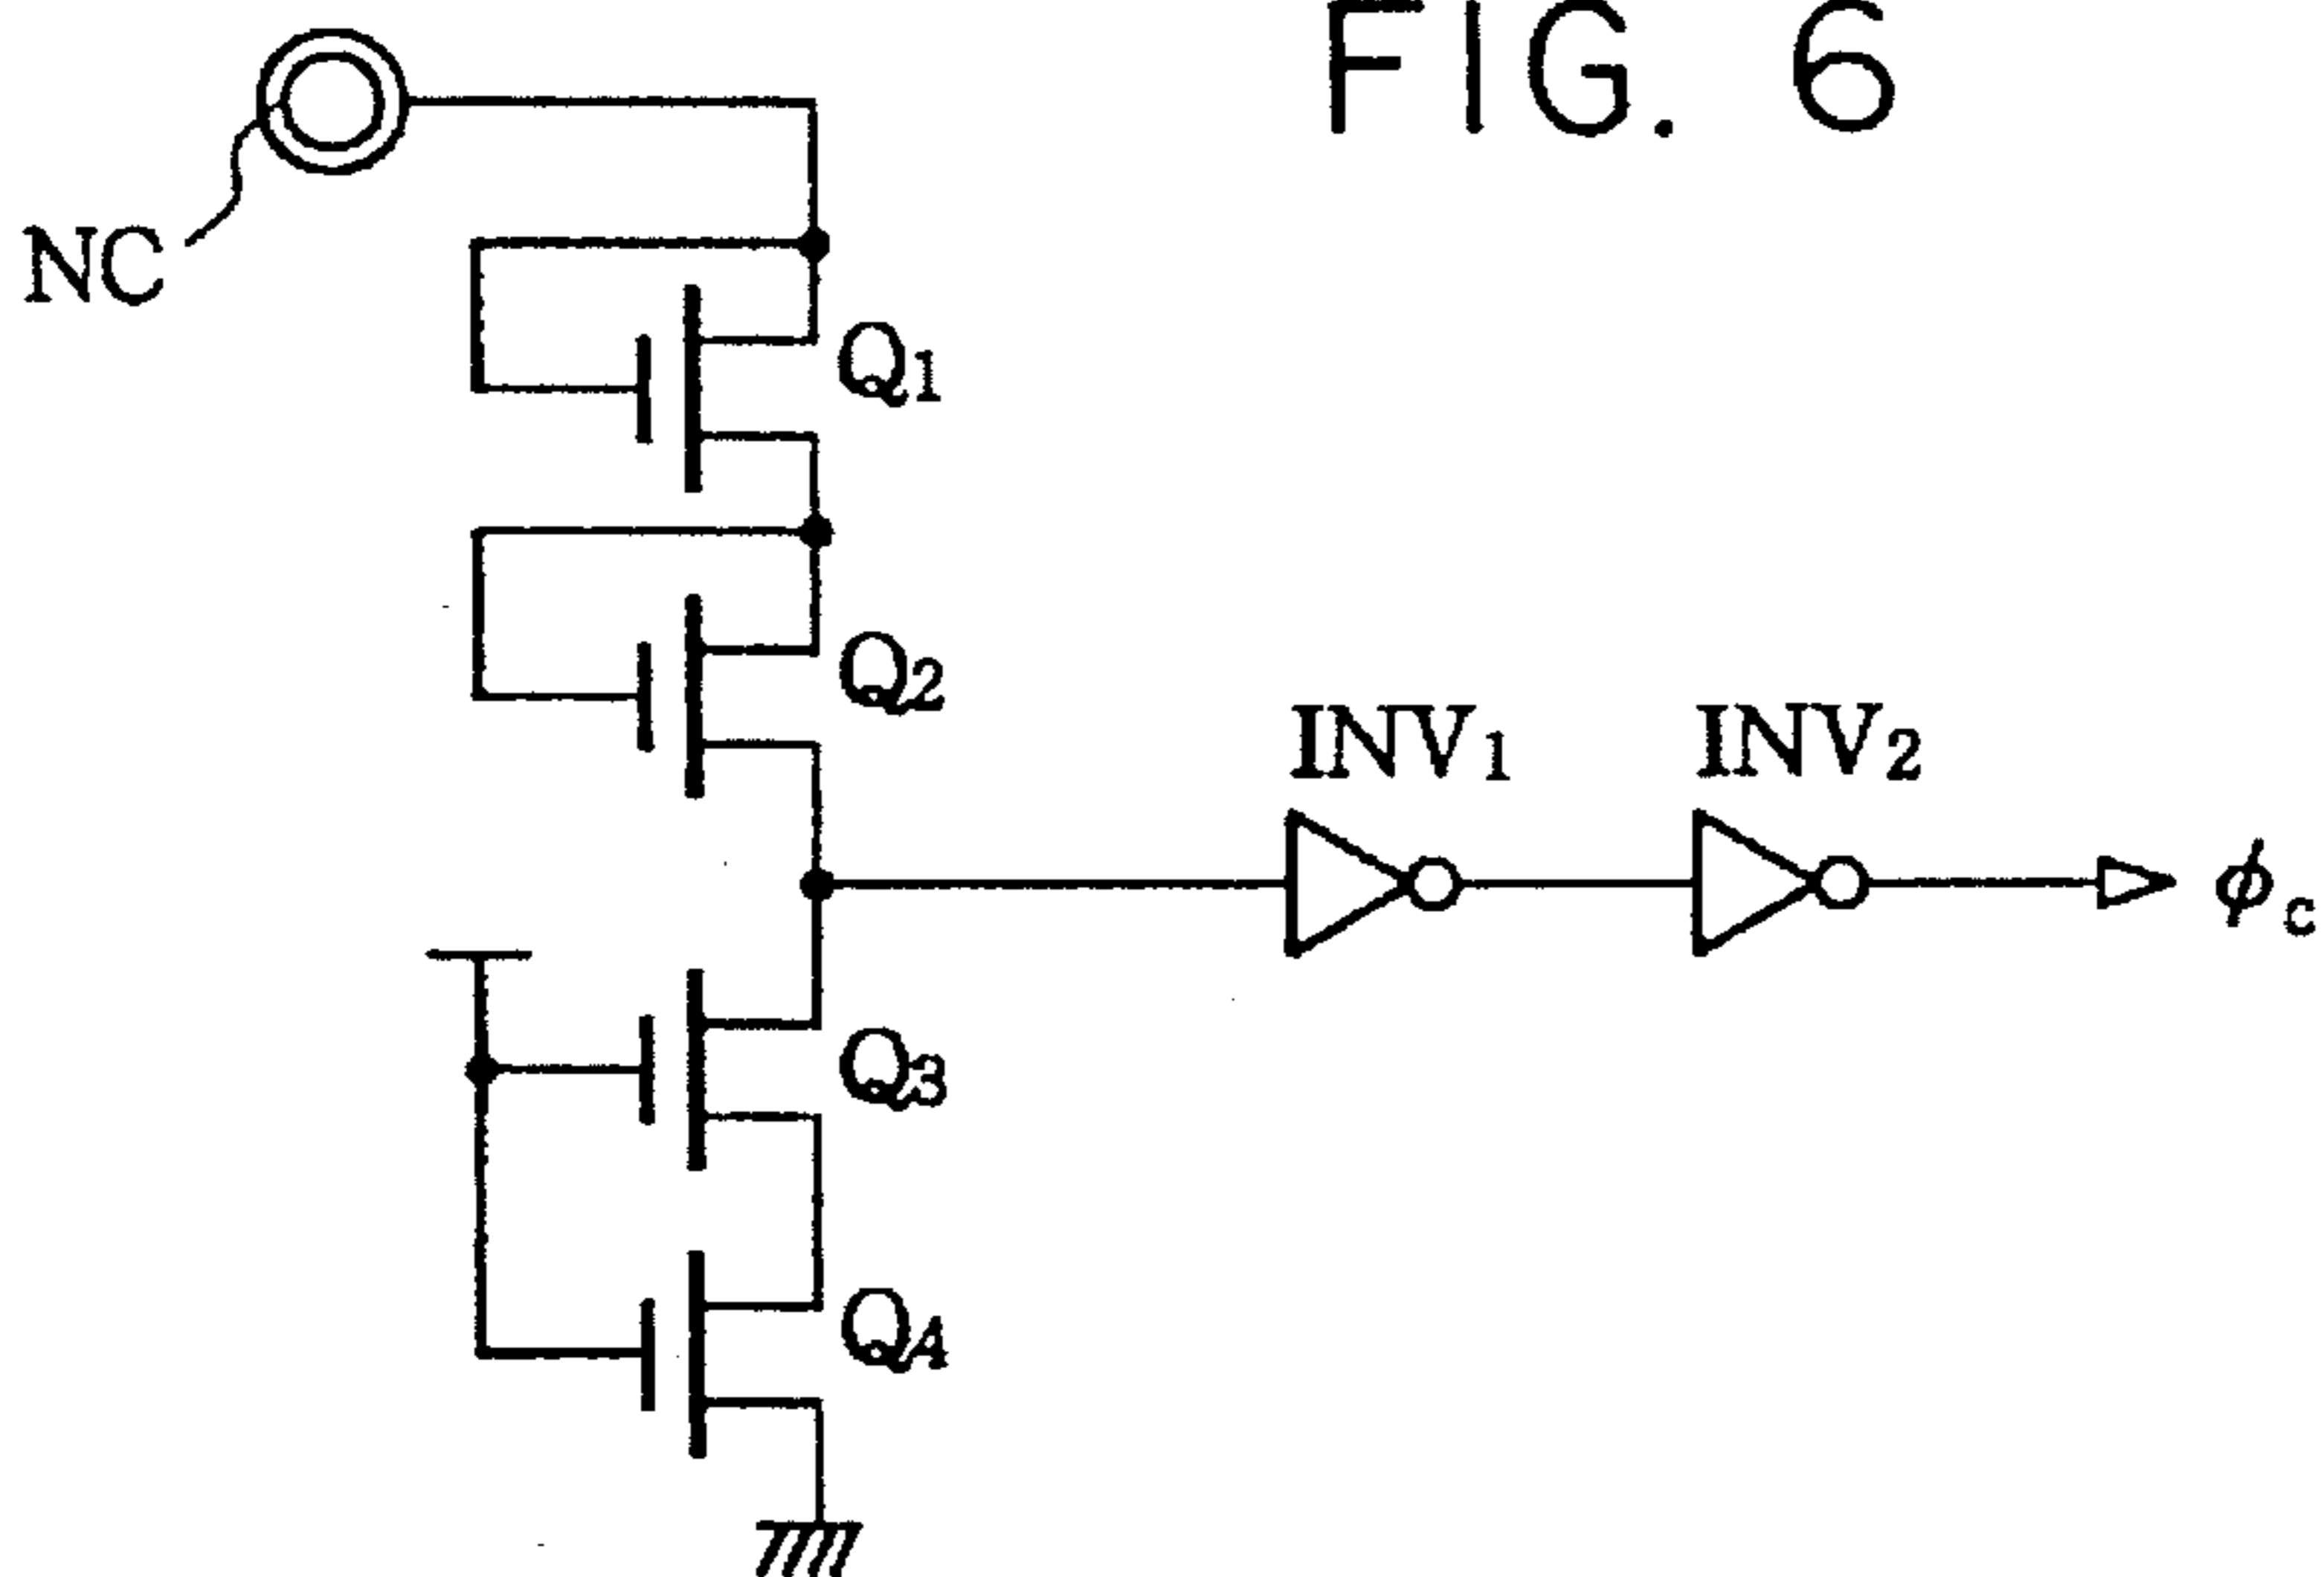 FIG. 6
NC
Q1
Q2
INV1 INV2
ϕc
Q3
Q4